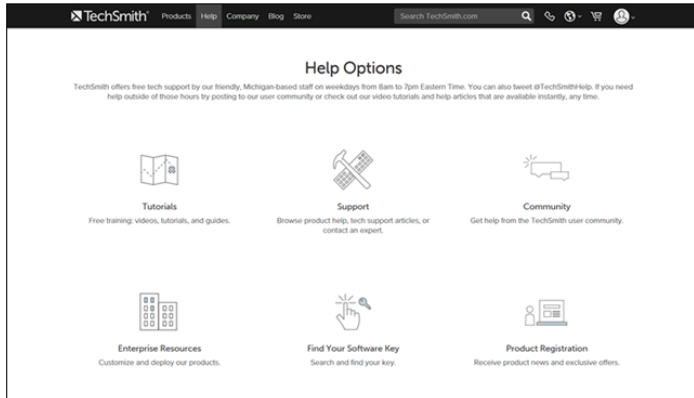 TechSmith Products Help Company Blog Store Search TechSmith.com
Help Options
TechSmith offers free tech support by our friendly, Michigan-based staff on weekdays from 8am to 7pm Eastern Time. You can also tweet @TechSmithHelp. If you need
help outside of those hours try posting to our user community or check out our video tutorials and help articles that are available instantly, any time.
Tutorials
Free training: videos, tutorials, and guides.
Support
Browse product help, tech support articles, or
contact an expert.
Community
Get help from the TechSmith user community.
Enterprise Resources
Customize and deploy our products.
Find Your Software Key
Search and find your key.
Product Registration
Receive product news and exclusive offers.